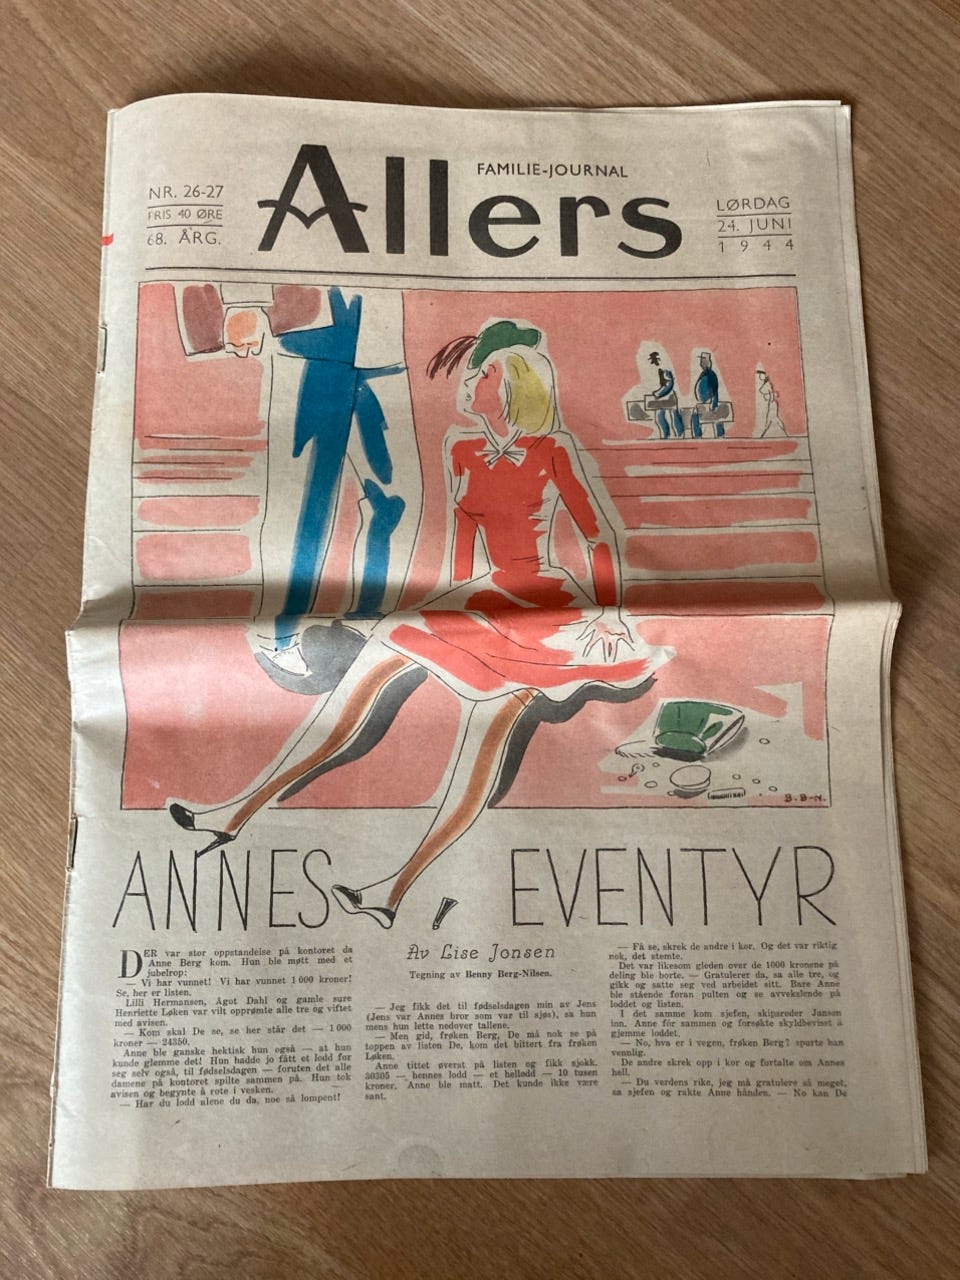 NR. 26-27
PRIS 40 ØRE
68. ÅRG.
FAMILIE-JOURNAL
Allers
LØRDAG
24. JUNI
1944
B. B-N.
ANNES EVENTYR
DER var stor oppstandelse på kontoret da
Anne Berg kom. Hun ble møtt med et
jubelrop:
— Vi har vunnet! Vi har vunnet 1 000 kroner!
Se, her er listen.
Lilli Hermansen, Agot Dahl og gamle sure
Henriette Løken var vilt opprømte alle tre og viftet
med avisen.
— Kom skal De se, se her står det — 1 000
kroner — 24350.
Anne ble ganske hektisk hun også — at hun
kunde glemme det! Hun hadde jo fått et lodd for
seg selv også, til fødselsdagen — foruten det alle
damene på kontoret spilte sammen på. Hun tok
avisen og begynte å rote i vesken.
— Har du lodd alene du da, noe så lompent!
Av Lise Jonsen
Tegning av Benny Berg-Nilsen.
— Jeg fikk det til fødselsdagen min av Jens
(Jens var Annes bror som var til sjøs), sa hun
mens hun lette nedover tallene.
— Men gid, frøken Berg, De må nok se på
toppen av listen De, kom det bittert fra frøken
Løken.
Anne tittet øverst på listen og fikk sjokk.
30305 — hennes lodd — et hellodd — 10 tusen
kroner. Anne ble matt. Det kunde ikke være
sant.
— Få se, skrek de andre i kor. Og det var riktig
nok, det stemte.
Det var likesom gleden over de 1000 kronene på
deling ble borte. — Gratulerer da, sa alle tre, og
gikk og satte seg ved arbeidet sitt. Bare Anne
ble stående foran pulten og se avvekslende på
loddet og listen.
I det samme kom sjefen, skipsreder Janson
inn. Anne fór sammen og forsøkte skyldbevisst å
gjemme loddet.
— No, hva er i vegen, frøken Berg? spurte han
vennlig.
De andre skrek opp i kor og fortalte om Annes
hell.
— Du verdens rike, jeg må gratulere så meget,
sa sjefen og rakte Anne hånden. — No kan De